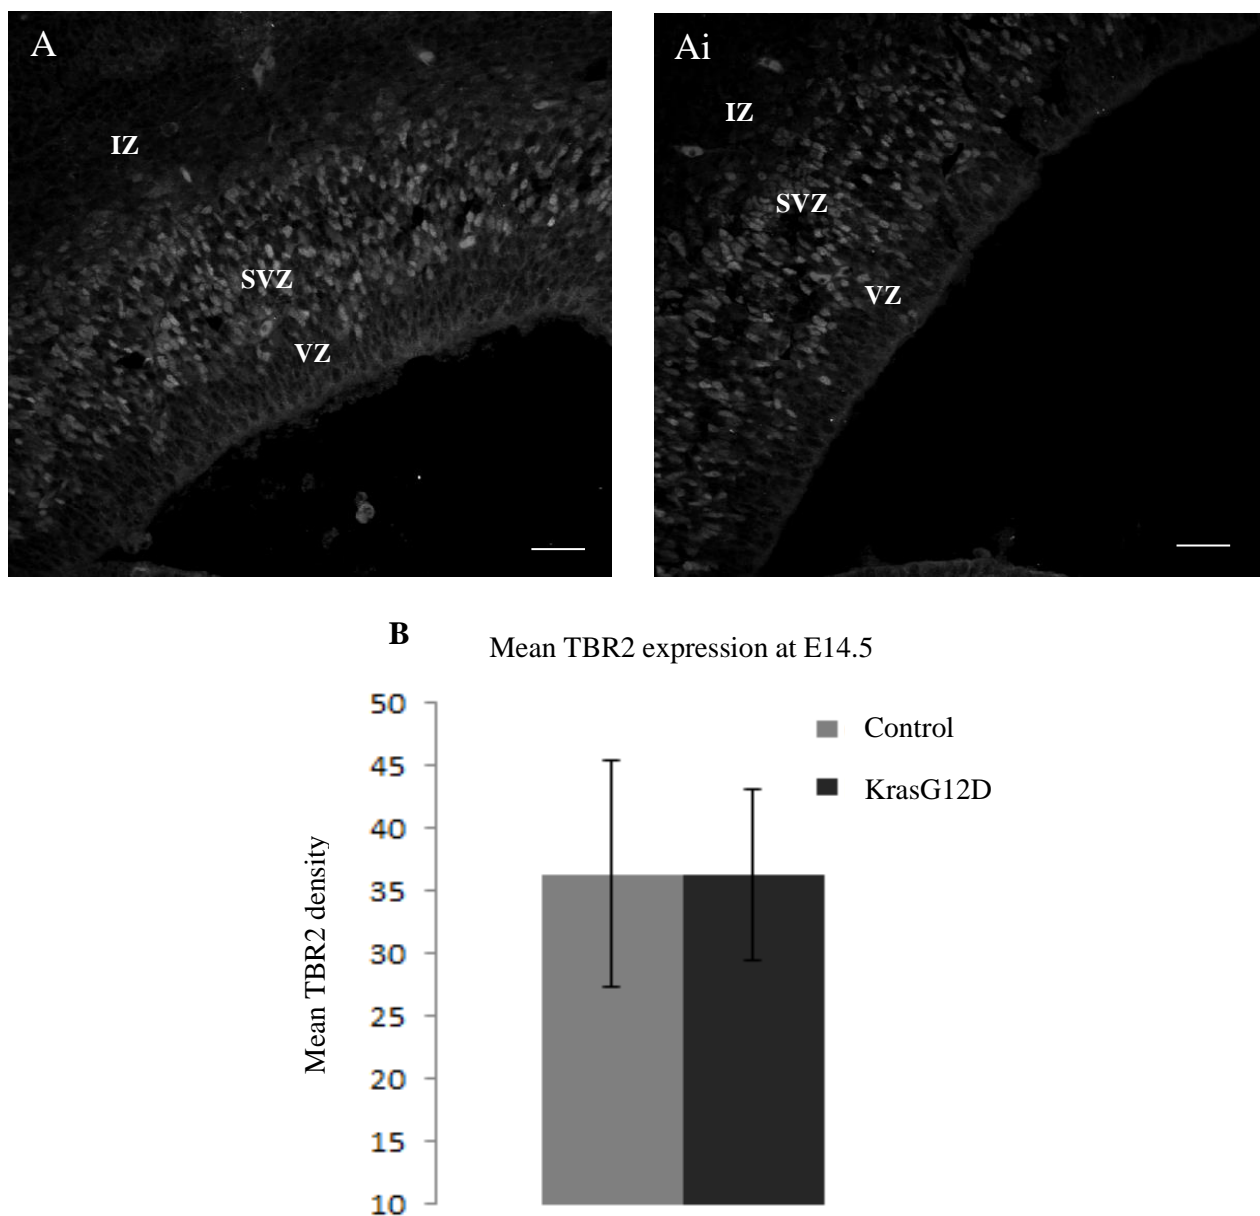 A
IZ
SVZ
VZ
Ai
IZ
SVZ
VZ
B
Mean TBR2 expression at E14.5
Mean TBR2 density
50
45
40
35
30
25
20
15
10
Control
KrasG12D